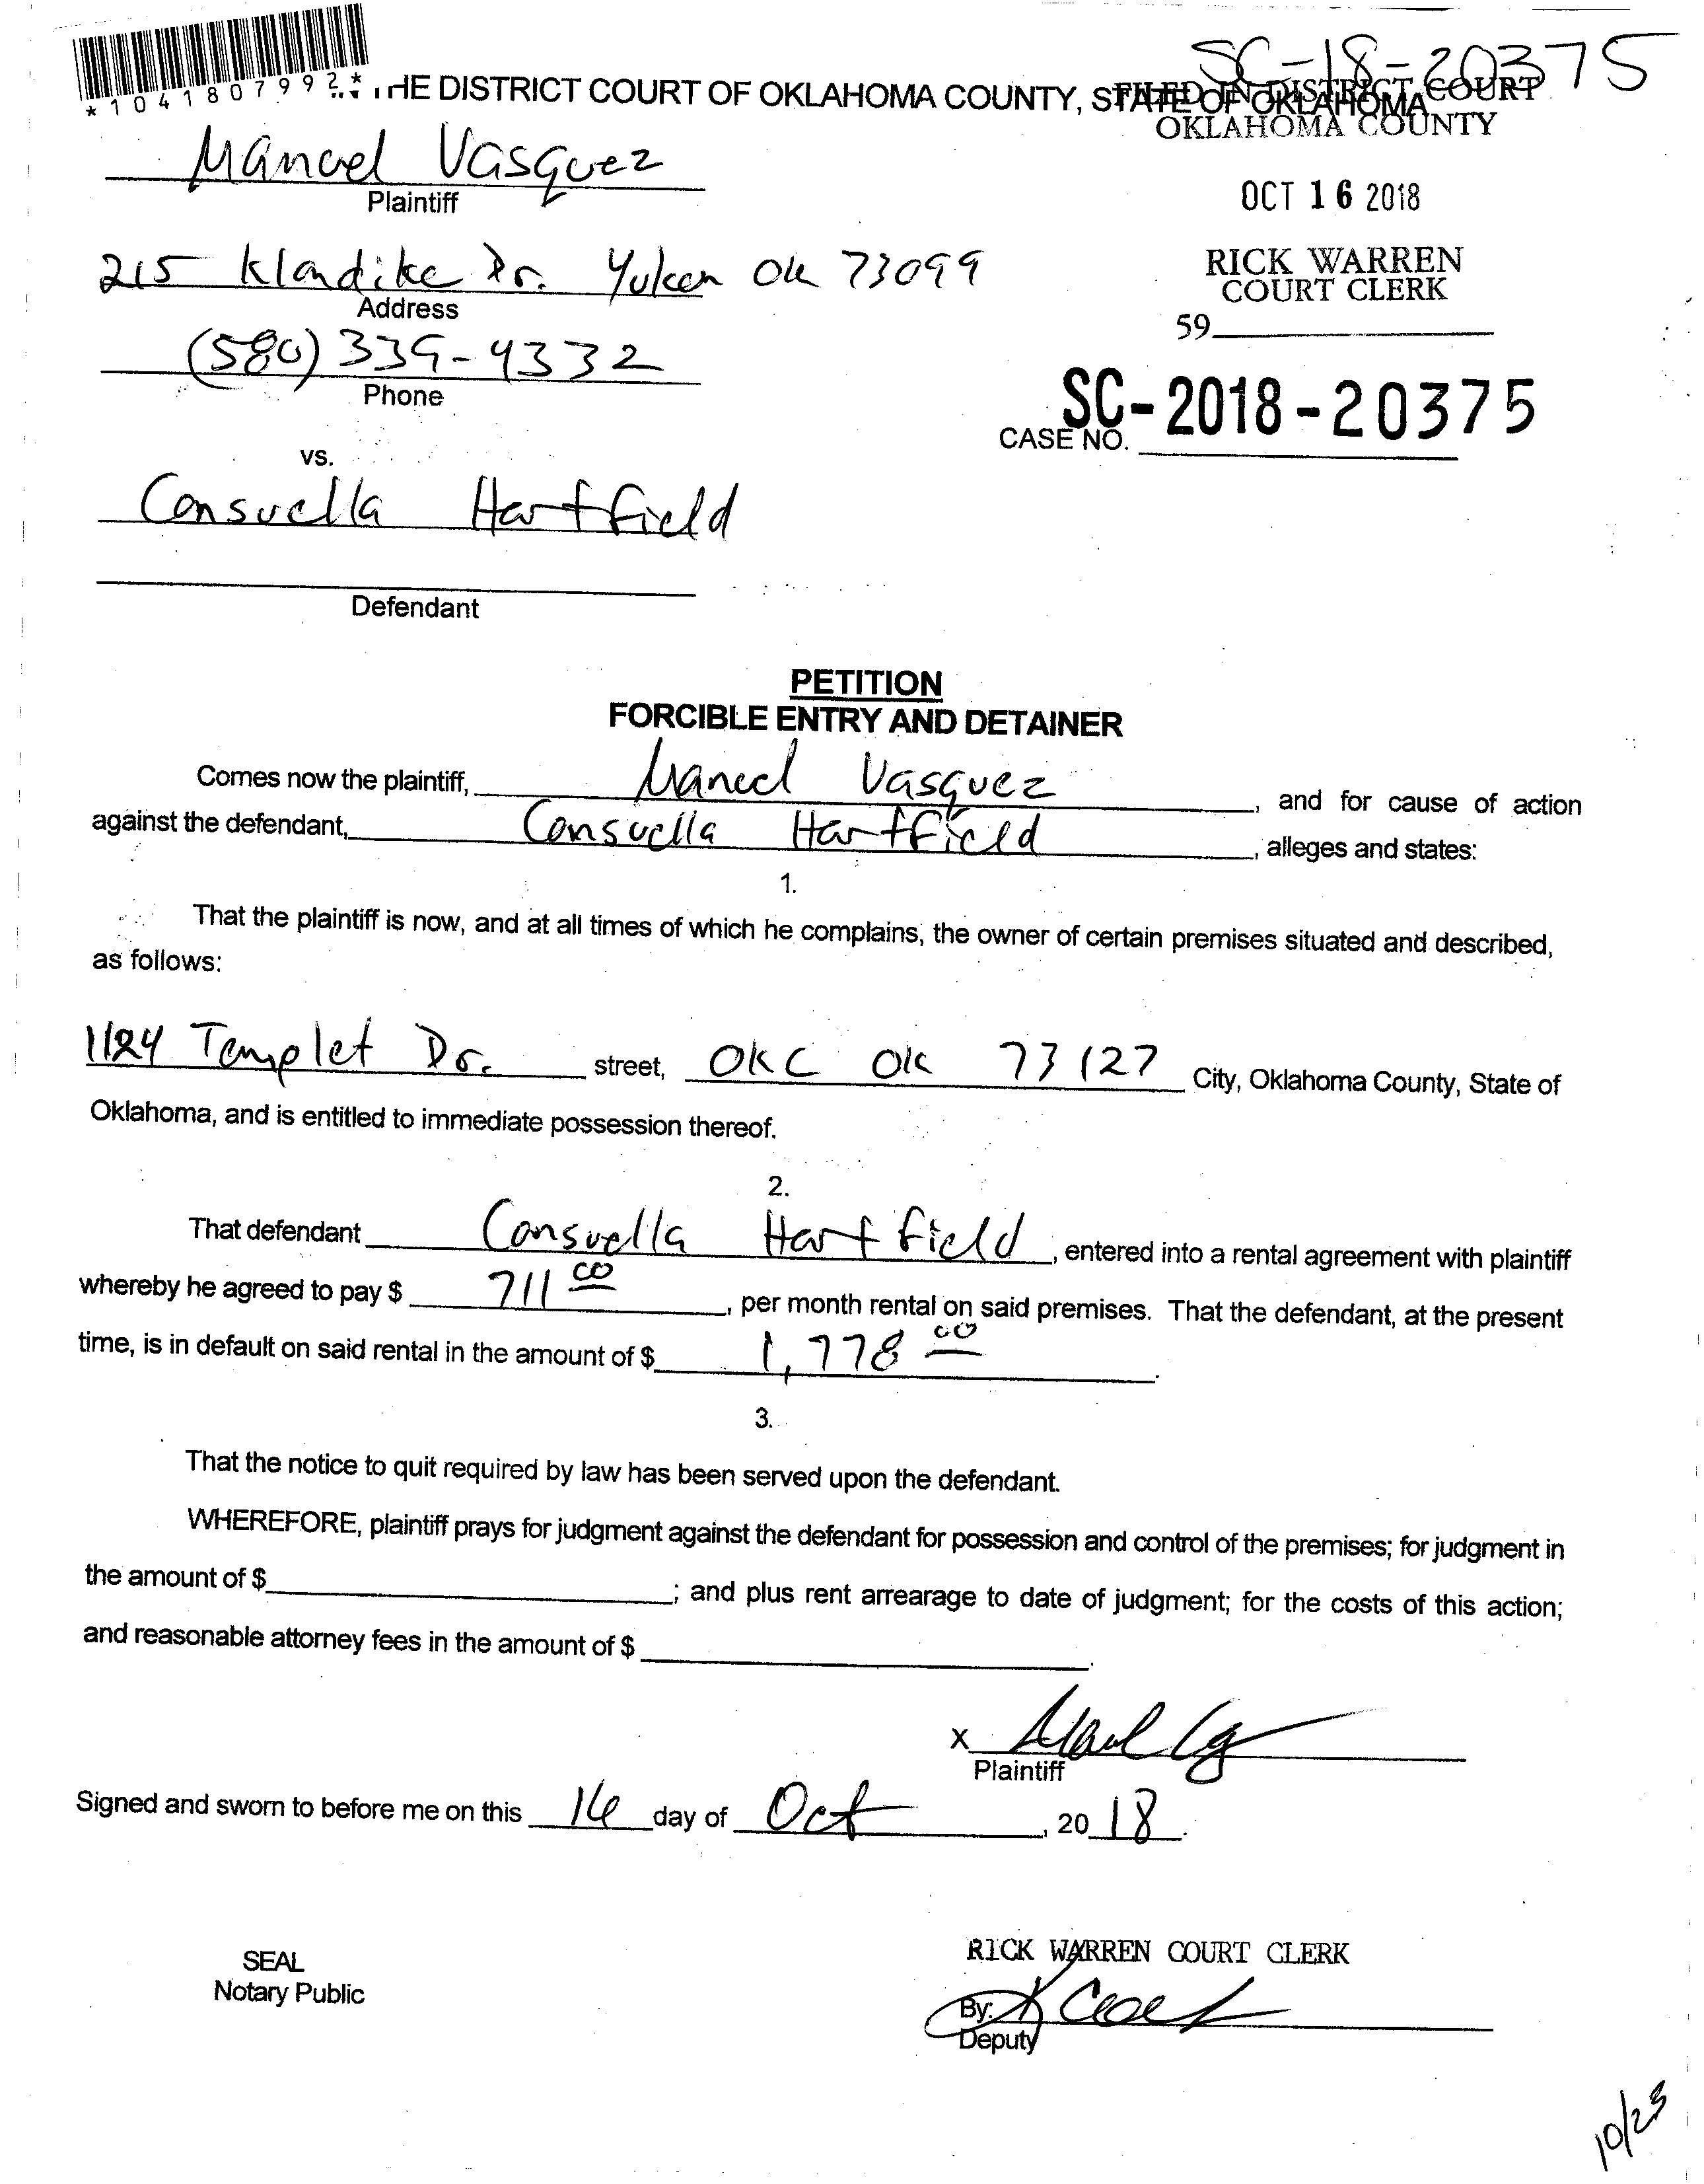 SC-18-20375
*1041807992*
THE DISTRICT COURT OF OKLAHOMA COUNTY, STATE OF OKLAHOMA
FILED IN DISTRICT COURT
OKLAHOMA COUNTY
Manuel Vasquez
Plaintiff
OCT 16 2018
215 Klondike Dr. Yukon OK 73099
Address
RICK WARREN
COURT CLERK
59
(580) 339-4332
Phone
SC-2018-20375
CASE NO.
vs.
Consuella Hartfield
Defendant
PETITION
FORCIBLE ENTRY AND DETAINER
Comes now the plaintiff, Manuel Vasquez, and for cause of action
against the defendant, Consuella Hartfield, alleges and states:
1.
That the plaintiff is now, and at all times of which he complains, the owner of certain premises situated and described,
as follows:
1124 Templet Dr. street, OKC OK 73127 City, Oklahoma County, State of
Oklahoma, and is entitled to immediate possession thereof.
2.
That defendant Consuella Hartfield, entered into a rental agreement with plaintiff
whereby he agreed to pay $ 711 00, per month rental on said premises. That the defendant, at the present
time, is in default on said rental in the amount of $ 1,778 00.
3.
That the notice to quit required by law has been served upon the defendant.
WHEREFORE, plaintiff prays for judgment against the defendant for possession and control of the premises; for judgment in
the amount of $ ; and plus rent arrearage to date of judgment; for the costs of this action;
and reasonable attorney fees in the amount of $ .
X
Plaintiff
Signed and sworn to before me on this 16 day of Oct, 20 18.
SEAL
Notary Public
RICK WARREN COURT CLERK
By:
Deputy
10/23